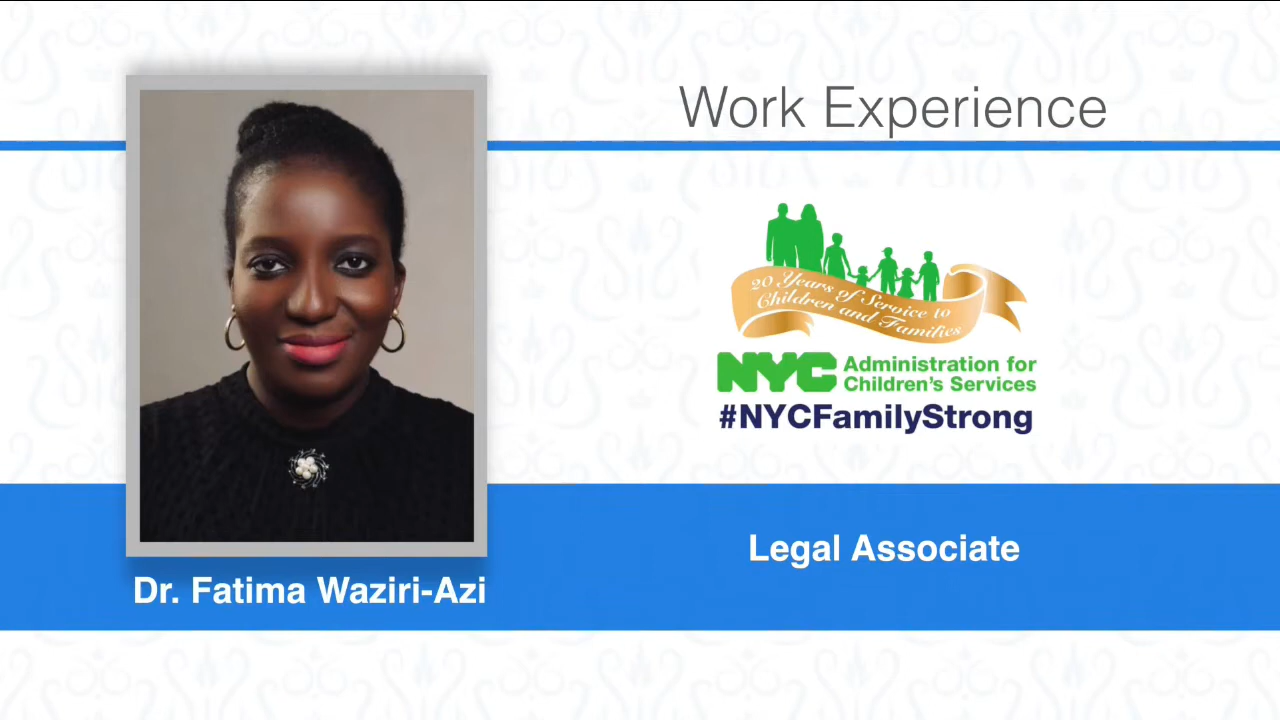 Work Experience
20 Years of Service to
Children and Families
NYC Administration for
Children's Services
#NYCFamilyStrong
Legal Associate
Dr. Fatima Waziri-Azi